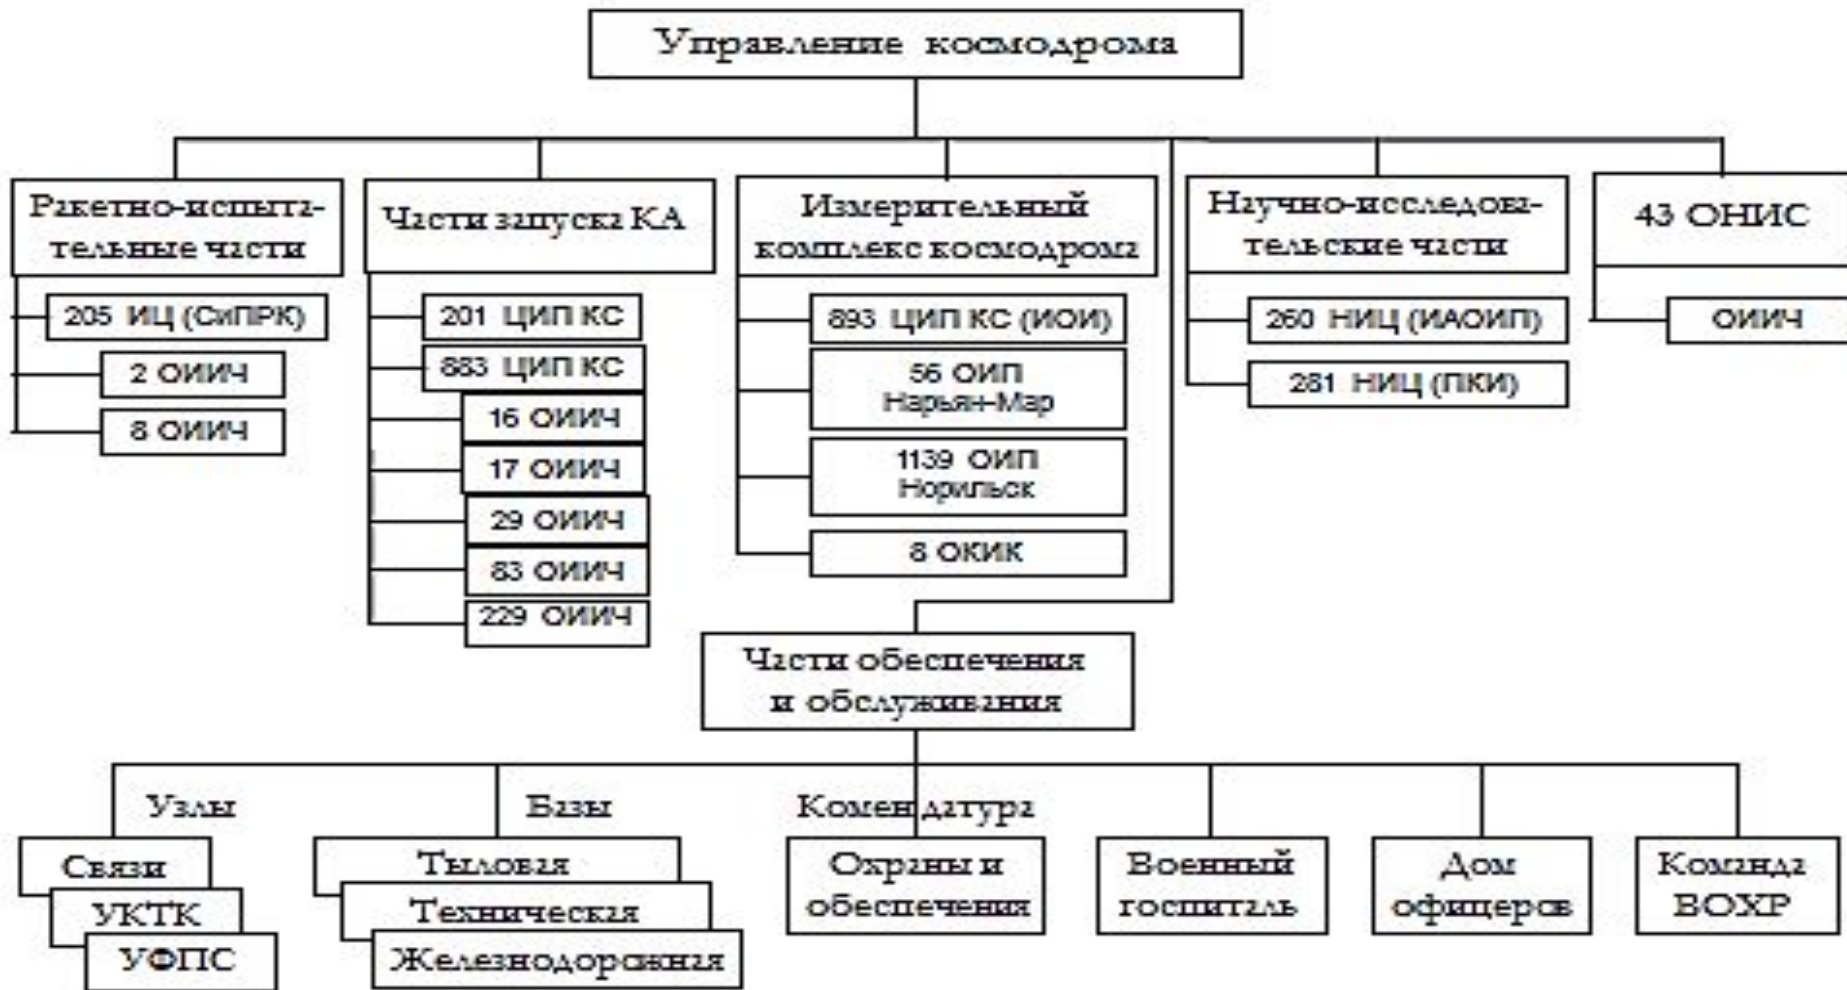 Управление космодрома
Ракетно-испыта-
тельные части
Части запуска КА
Измерительный
комплекс космодрома
Научно-исследова-
тельские части
43 ОНИС
205 ИЦ (СиПРК)
2 ОИИЧ
8 ОИИЧ
201 ЦИП КС
883 ЦИП КС
16 ОИИЧ
17 ОИИЧ
29 ОИИЧ
83 ОИИЧ
229 ОИИЧ
893 ЦИП КС (ИОИ)
56 ОИП
Нарьян-Мар
1139 ОИП
Норильск
8 ОКИК
260 НИЦ (ИАОИП)
281 НИЦ (ПКИ)
ОИИЧ
Части обеспечения
и обслуживания
Узлы
Связи
УКТК
УФПС
Базы
Тыловая
Техническая
Железнодорожная
Комендатура
Охраны и
обеспечения
Военный
госпиталь
Дом
офицеров
Команда
ВОХР